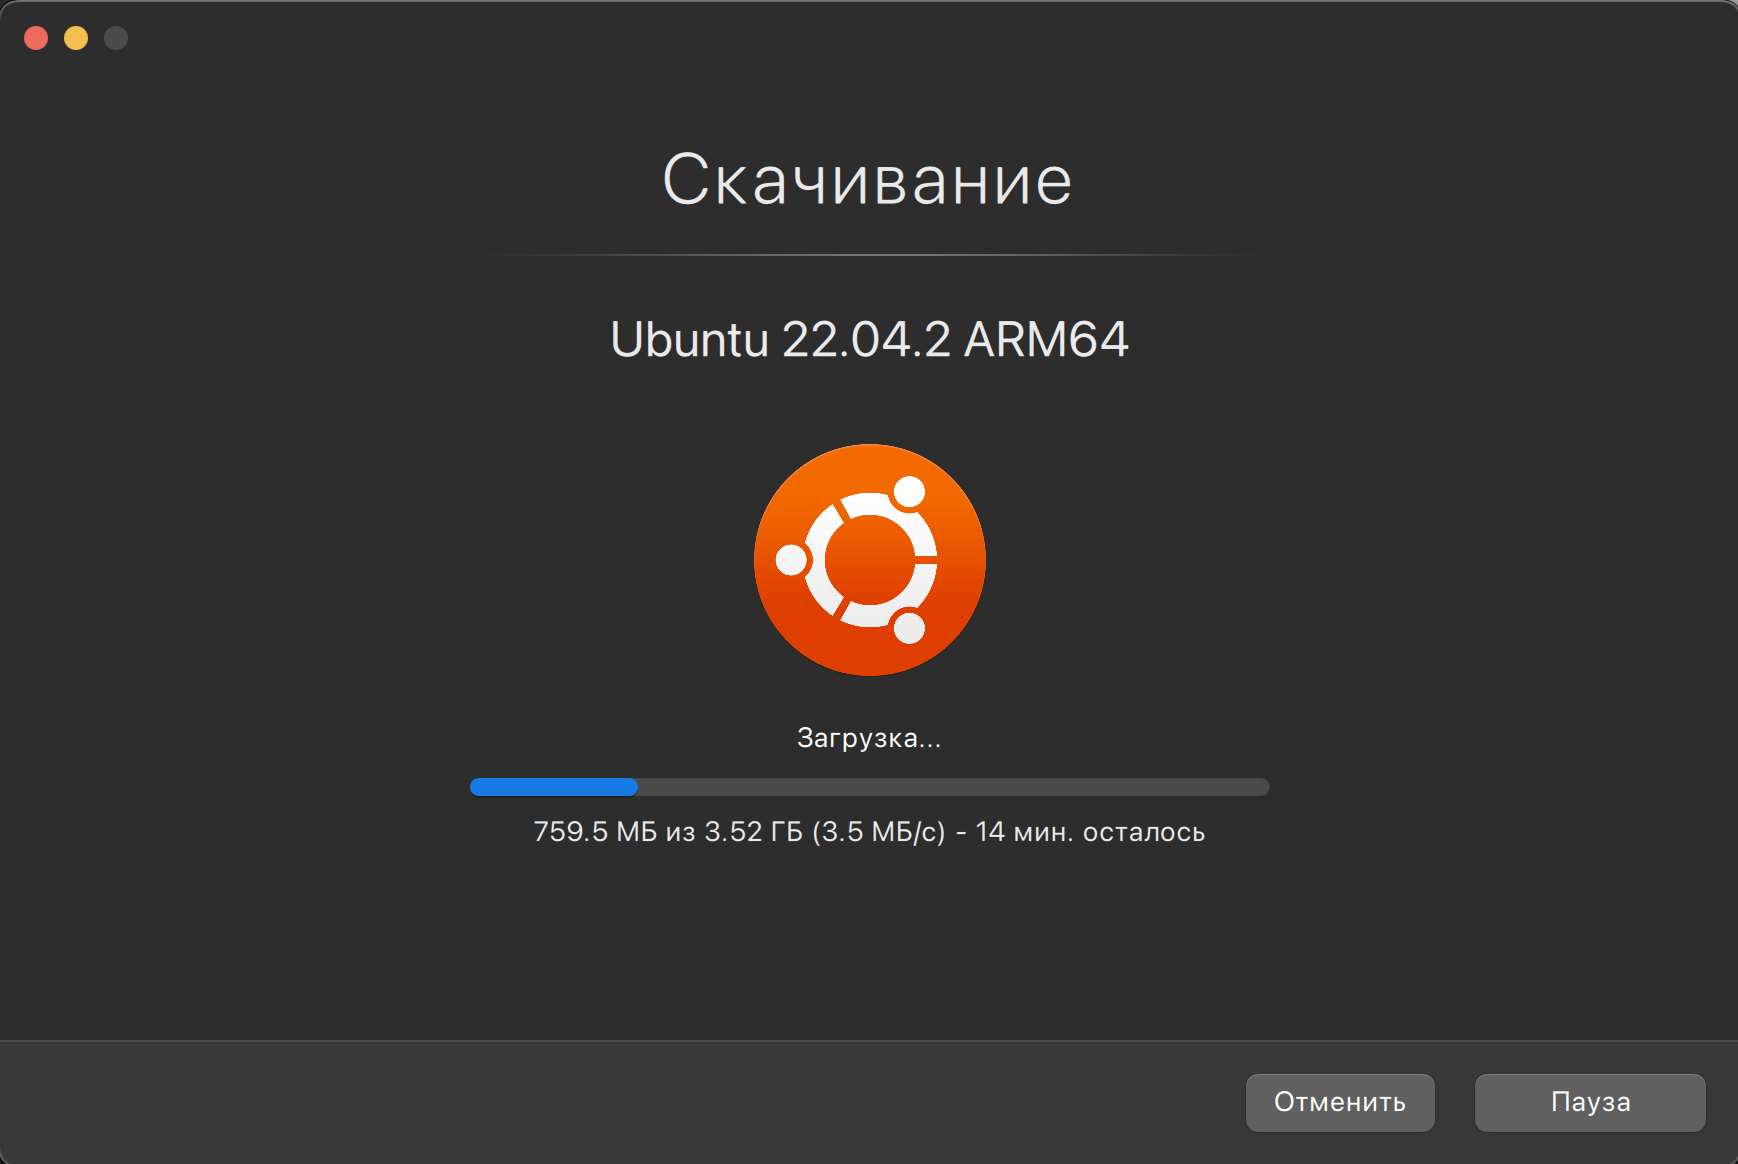 Скачивание
Ubuntu 22.04.2 ARM64
Загрузка...
759.5 МБ из 3.52 ГБ (3.5 МБ/с) - 14 мин. осталось
Отменить
Пауза